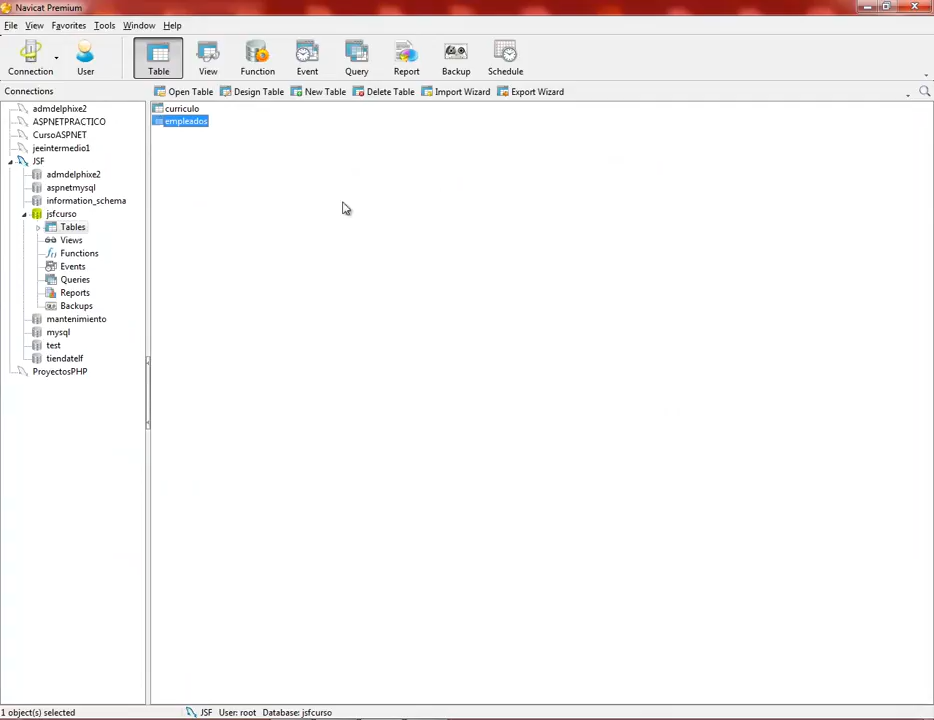 Navicat Premium
File View Favorites Tools Window Help
Connection User Table View Function Event Query Report Backup Schedule
Connections Open Table Design Table New Table Delete Table Import Wizard Export Wizard
admdelphixe2
ASPNETPRACTICO
CursoASPNET
jeeintermedio1
JSF
admdelphixe2
aspnetmysql
information_schema
jsfcurso
Tables
Views
Functions
Events
Queries
Reports
Backups
mantenimiento
mysql
test
tiendatelf
ProyectosPHP
curriculo
empleados
1 object(s) selected JSF User: root Database: jsfcurso